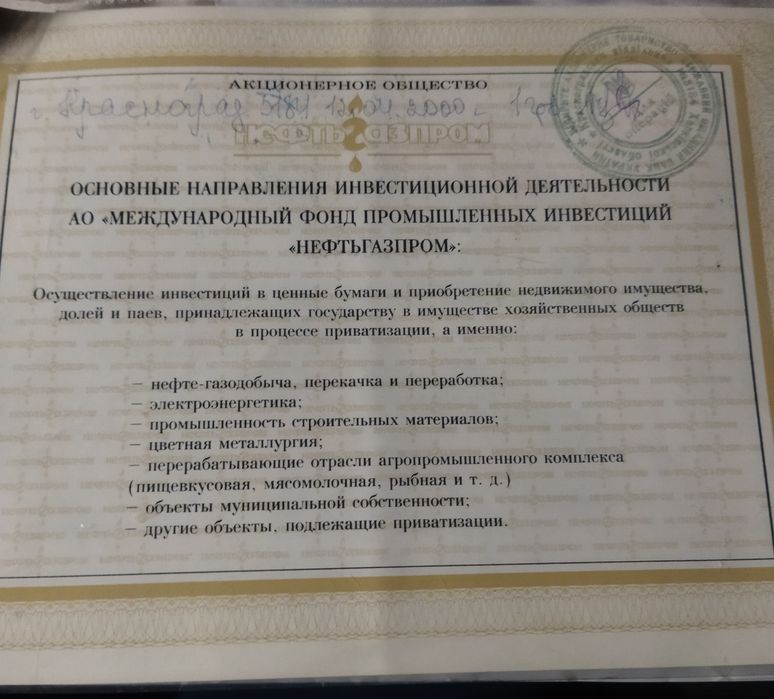 АКЦИОНЕРНОЕ ОБЩЕСТВО
г Красноград 12.04.2000 г.
НЕФТЬГАЗПРОМ
ОСНОВНЫЕ НАПРАВЛЕНИЯ ИНВЕСТИЦИОННОЙ ДЕЯТЕЛЬНОСТИ
АО «МЕЖДУНАРОДНЫЙ ФОНД ПРОМЫШЛЕННЫХ ИНВЕСТИЦИЙ
«НЕФТЬГАЗПРОМ»:
Осуществление инвестиций в ценные бумаги и приобретение недвижимого имущества,
долей и паев, принадлежащих государству в имуществе хозяйственных обществ
в процессе приватизации, а именно:
— нефте-газодобыча, перекачка и переработка;
— электроэнергетика;
— промышленность строительных материалов;
— цветная металлургия;
— перерабатывающие отрасли агропромышленного комплекса
(пищевкусовая, мясомолочная, рыбная и т. д.)
— объекты муниципальной собственности;
— другие объекты, подлежащие приватизации.